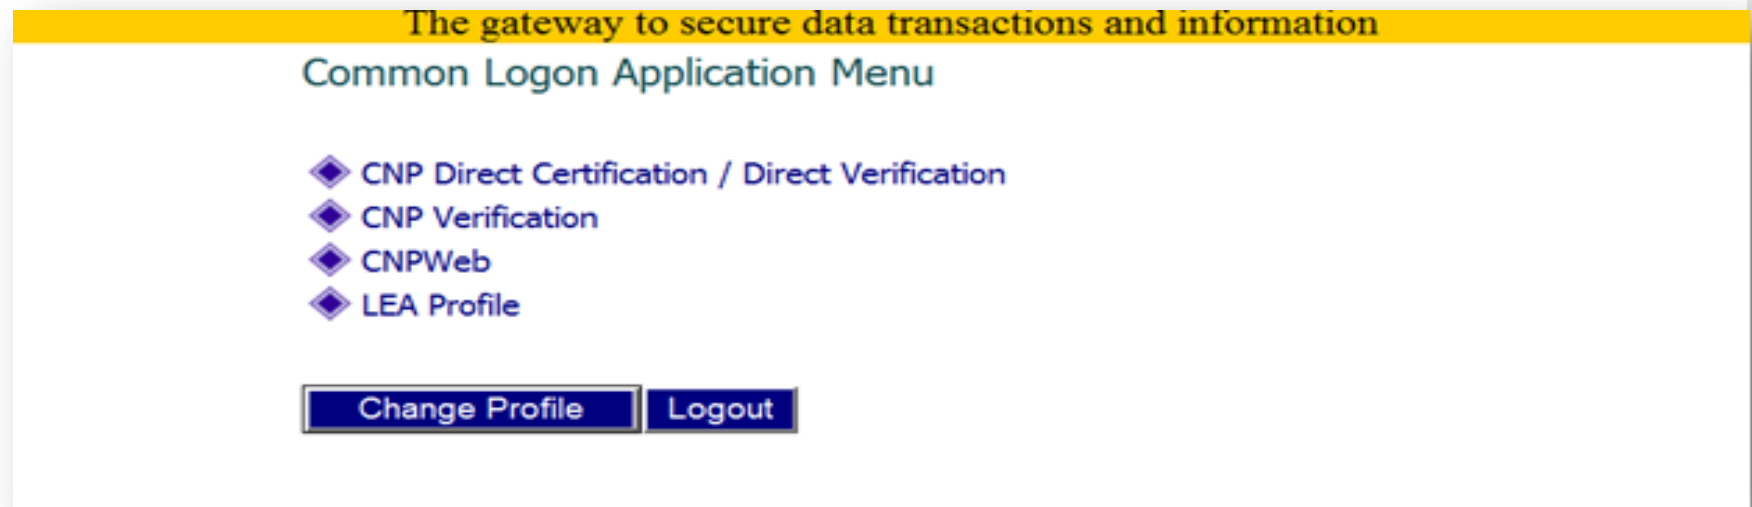 The gateway to secure data transactions and information
Common Logon Application Menu
CNP Direct Certification / Direct Verification
CNP Verification
CNPWeb
LEA Profile
Change Profile Logout